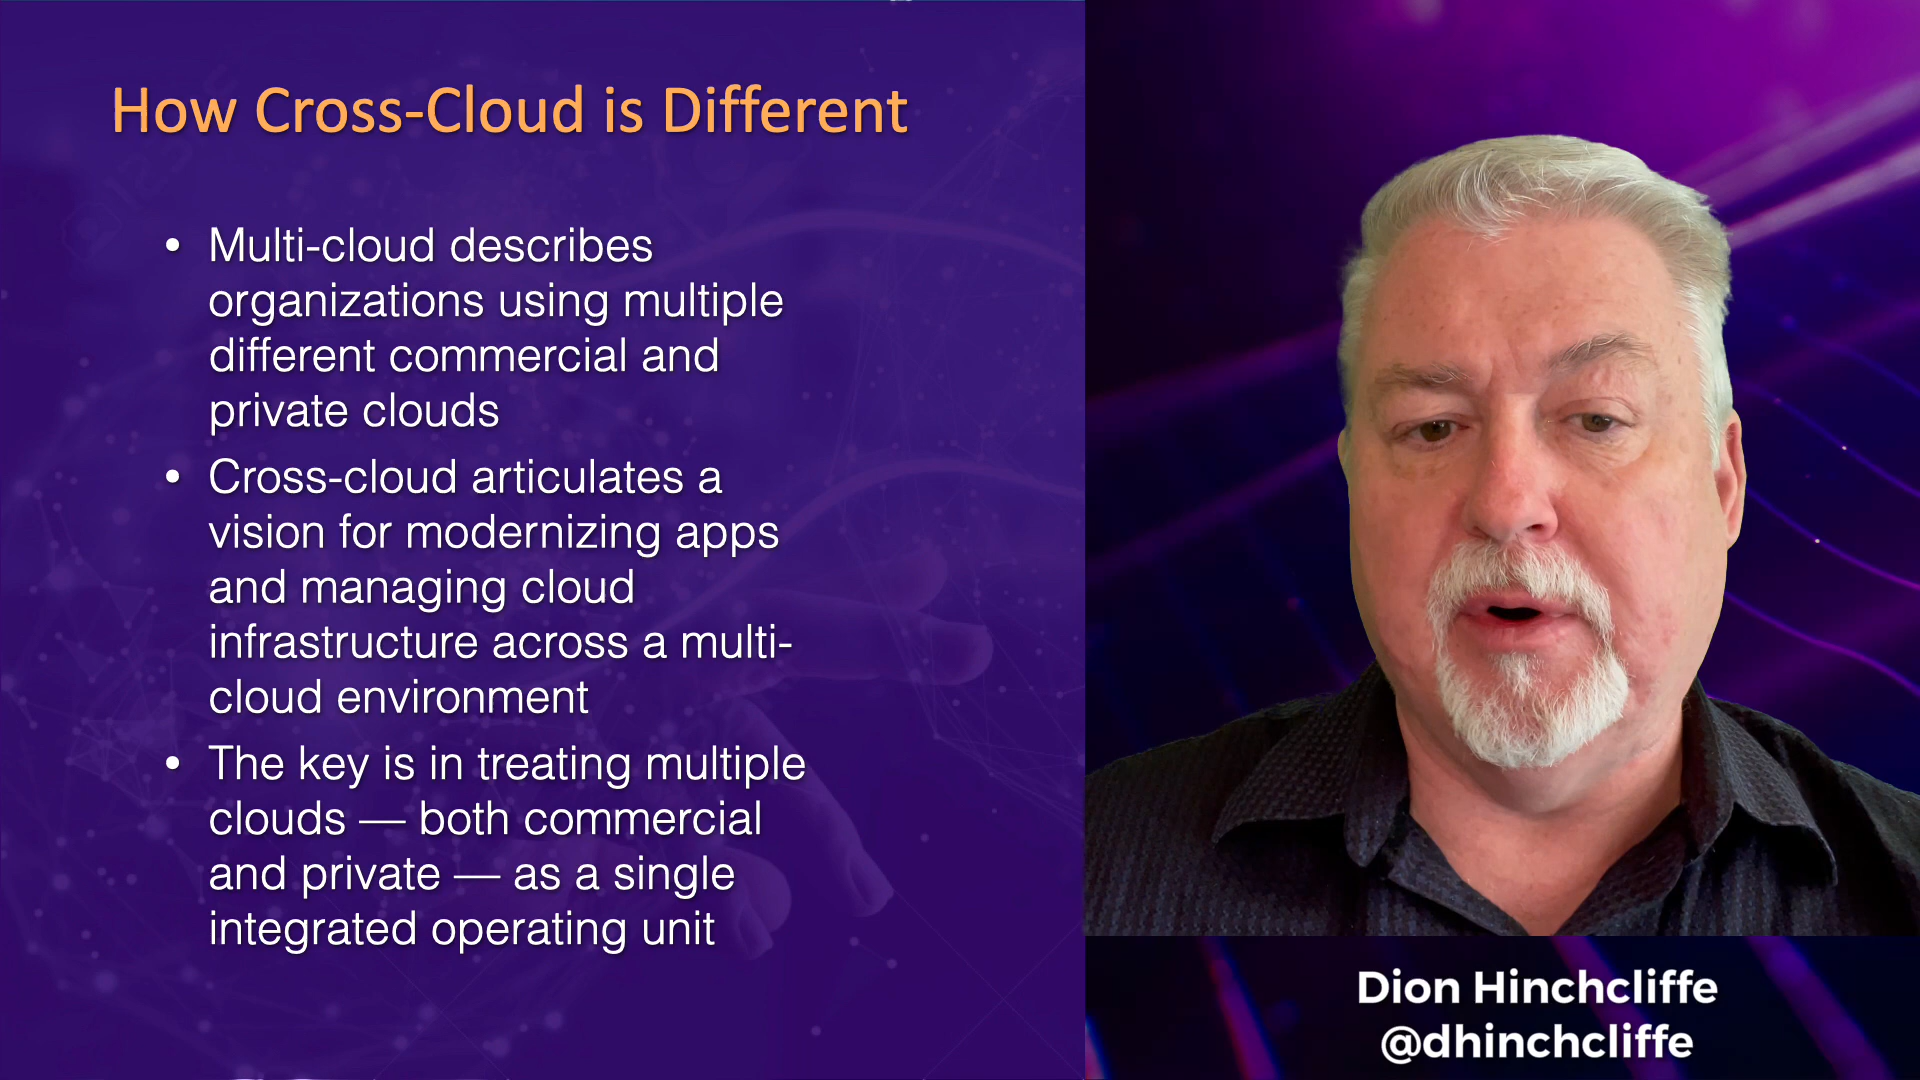 How Cross-Cloud is Different
• Multi-cloud describes
organizations using multiple
different commercial and
private clouds
• Cross-cloud articulates a
vision for modernizing apps
and managing cloud
infrastructure across a multi-
cloud environment
• The key is in treating multiple
clouds — both commercial
and private — as a single
integrated operating unit
Dion Hinchcliffe
@dhinchcliffe